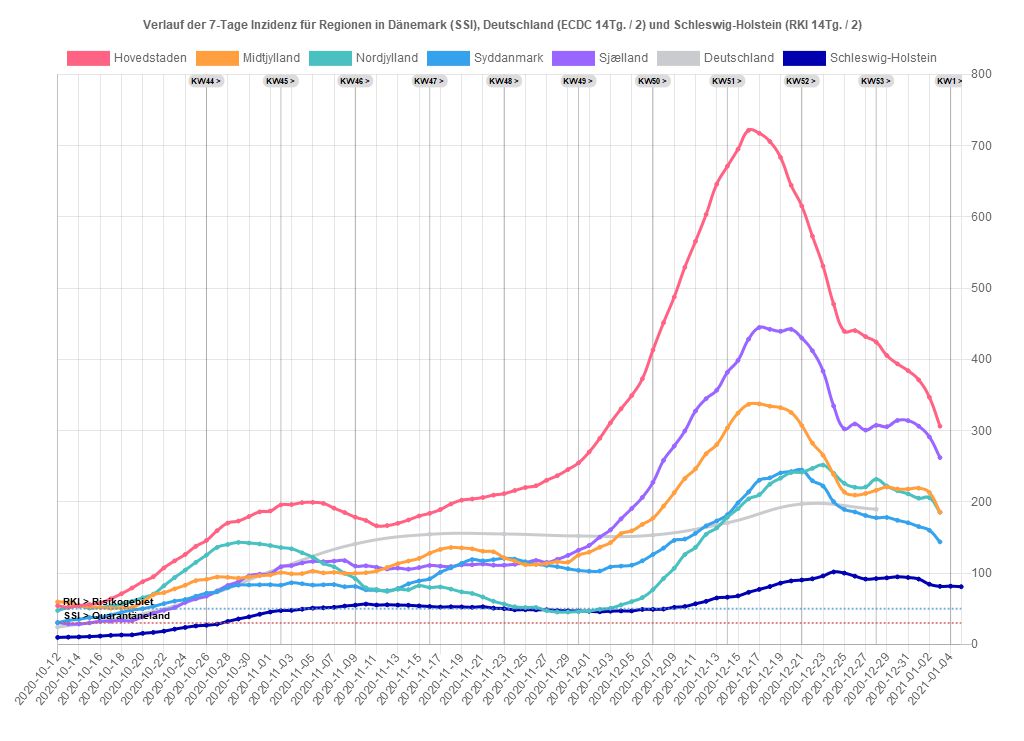 Verlauf der 7-Tage Inzidenz für Regionen in Dänemark (SSI), Deutschland (ECDC 14Tg. / 2) und Schleswig-Holstein (RKI 14Tg. / 2)
Hovedstaden Midtjylland Nordjylland Syddanmark Sjælland Deutschland Schleswig-Holstein
KW44 > KW45 > KW46 > KW47 > KW48 > KW49 > KW50 > KW51 > KW52 > KW53 > KW1 >
800
700
600
500
400
300
200
100
0
RKI > Risikogebiet
SSI > Quarantäneland
2020-10-12 2020-10-14 2020-10-16 2020-10-18 2020-10-20 2020-10-22 2020-10-24 2020-10-26 2020-10-28 2020-10-30 2020-11-01 2020-11-03 2020-11-05 2020-11-07 2020-11-09 2020-11-11 2020-11-13 2020-11-15 2020-11-17 2020-11-19 2020-11-21 2020-11-23 2020-11-25 2020-11-27 2020-11-29 2020-12-01 2020-12-03 2020-12-05 2020-12-07 2020-12-09 2020-12-11 2020-12-13 2020-12-15 2020-12-17 2020-12-19 2020-12-21 2020-12-23 2020-12-25 2020-12-27 2020-12-29 2020-12-31 2021-01-02 2021-01-04